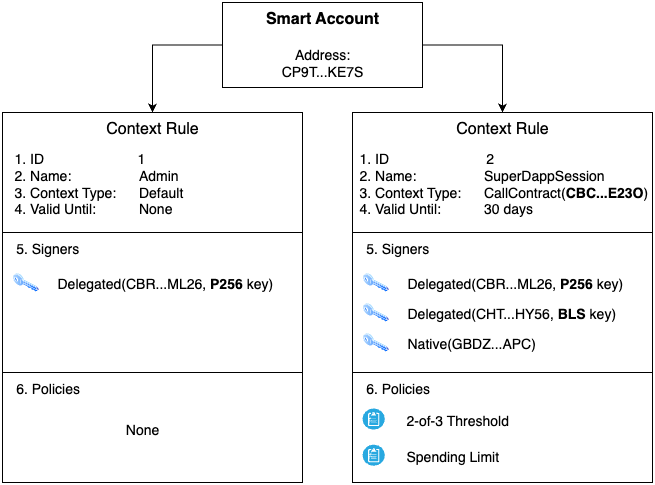 Smart Account
Address:
CP9T...KE7S
Context Rule
1. ID 1
2. Name: Admin
3. Context Type: Default
4. Valid Until: None
5. Signers
Delegated(CBR...ML26, P256 key)
6. Policies
None
Context Rule
1. ID 2
2. Name: SuperDappSession
3. Context Type: CallContract(CBC...E23O)
4. Valid Until: 30 days
5. Signers
Delegated(CBR...ML26, P256 key)
Delegated(CHT...HY56, BLS key)
Native(GBDZ...APC)
6. Policies
2-of-3 Threshold
Spending Limit